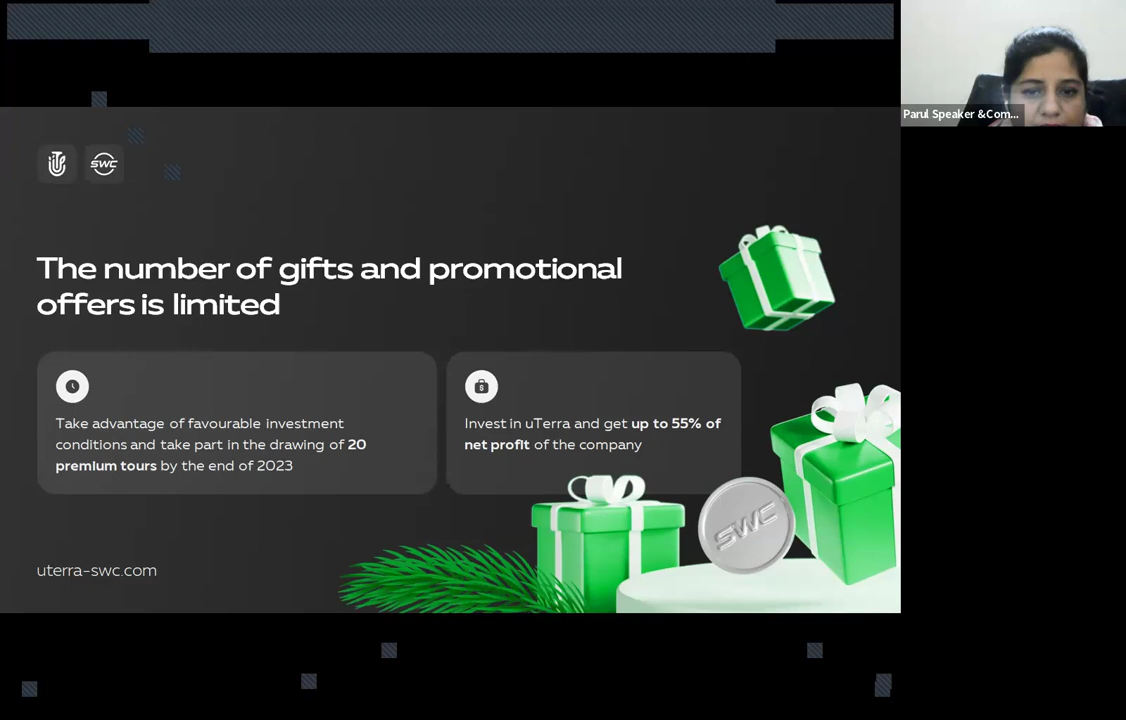 Parul Speaker &Com...
SWC
The number of gifts and promotional
offers is limited
Take advantage of favourable investment
conditions and take part in the drawing of 20
premium tours by the end of 2023
Invest in uTerra and get up to 55% of
net profit of the company
SWC
uterra-swc.com